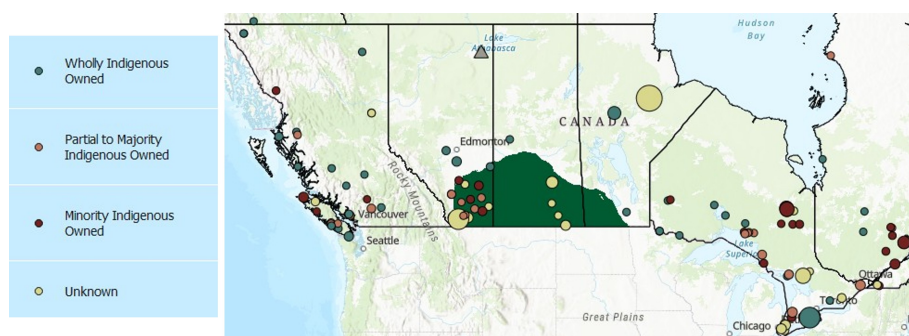 Wholly Indigenous
Owned
Partial to Majority
Indigenous Owned
Minority Indigenous
Owned
Unknown
Hudson
Bay
Lake
Athabasca
CANADA
Edmonton
Rocky Mountains
Vancouver
Seattle
Lake
Superior
Ottawa
Toronto
Great Plains
Chicago